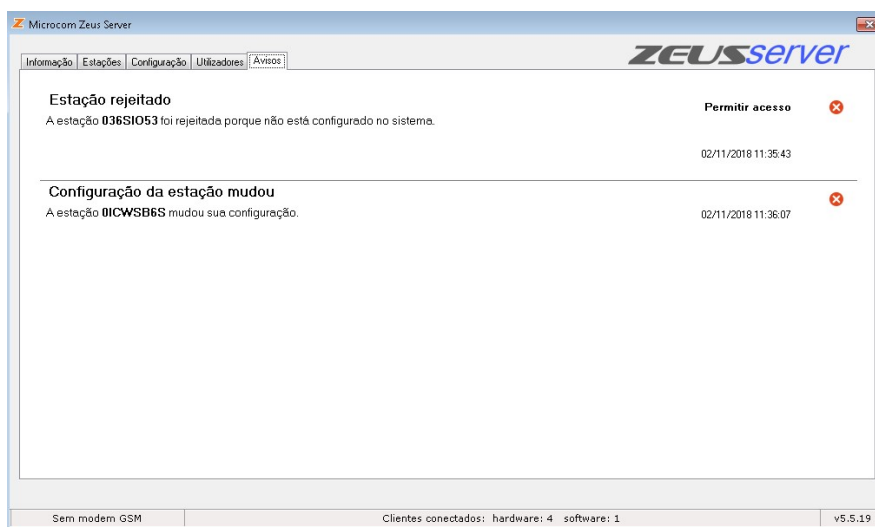 Microcom Zeus Server
Informação Estações Configuração Utilizadores Avisos
ZEUSserver
Estação rejeitado
Permitir acesso
A estação 036SIO53 foi rejeitada porque não está configurado no sistema.
02/11/2018 11:35:43
Configuração da estação mudou
A estação 0ICWSB6S mudou sua configuração.
02/11/2018 11:36:07
Sem modem GSM Clientes conectados: hardware: 4 software: 1 v5.5.19